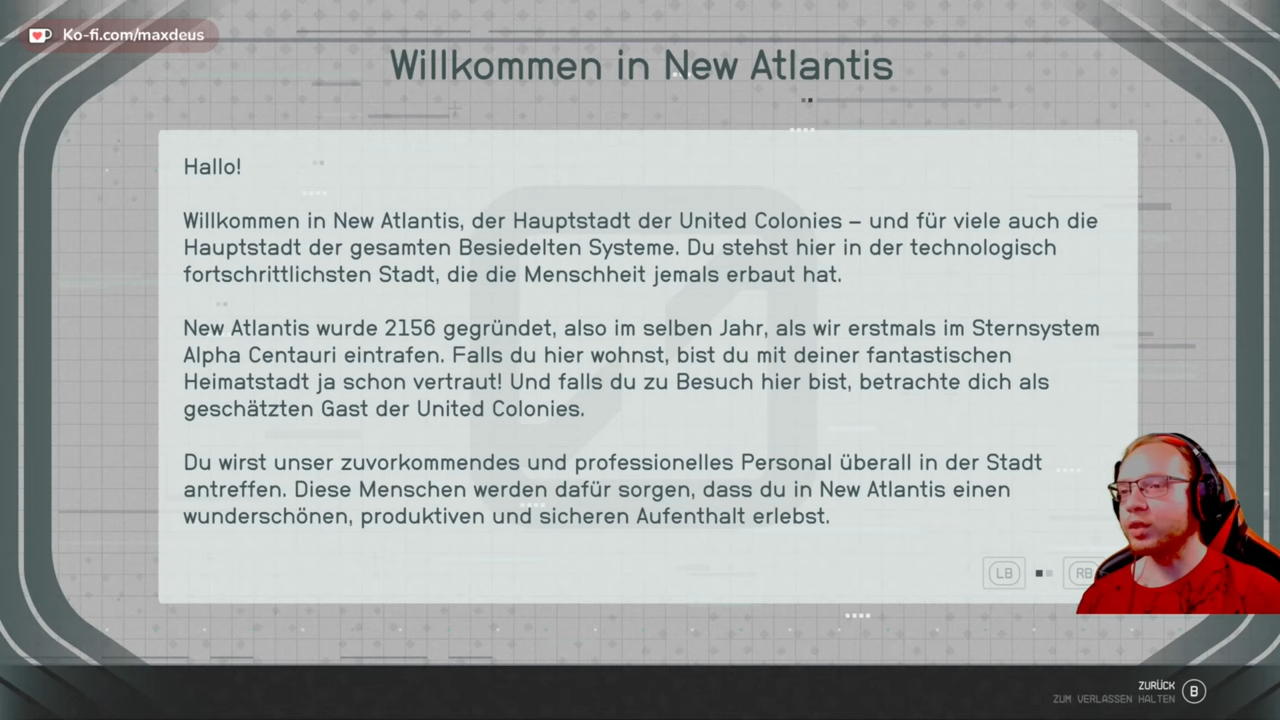 Ko-fi.com/maxdeus
Willkommen in New Atlantis
Hallo!
Willkommen in New Atlantis, der Hauptstadt der United Colonies – und für viele auch die
Hauptstadt der gesamten Besiedelten Systeme. Du stehst hier in der technologisch
fortschrittlichsten Stadt, die die Menschheit jemals erbaut hat.
New Atlantis wurde 2156 gegründet, also im selben Jahr, als wir erstmals im Sternsystem
Alpha Centauri eintrafen. Falls du hier wohnst, bist du mit deiner fantastischen
Heimatstadt ja schon vertraut! Und falls du zu Besuch hier bist, betrachte dich als
geschätzten Gast der United Colonies.
Du wirst unser zuvorkommendes und professionelles Personal überall in der Stadt
antreffen. Diese Menschen werden dafür sorgen, dass du in New Atlantis einen
wunderschönen, produktiven und sicheren Aufenthalt erlebst.
LB RB
ZURÜCK B
ZUM VERLASSEN HALTEN